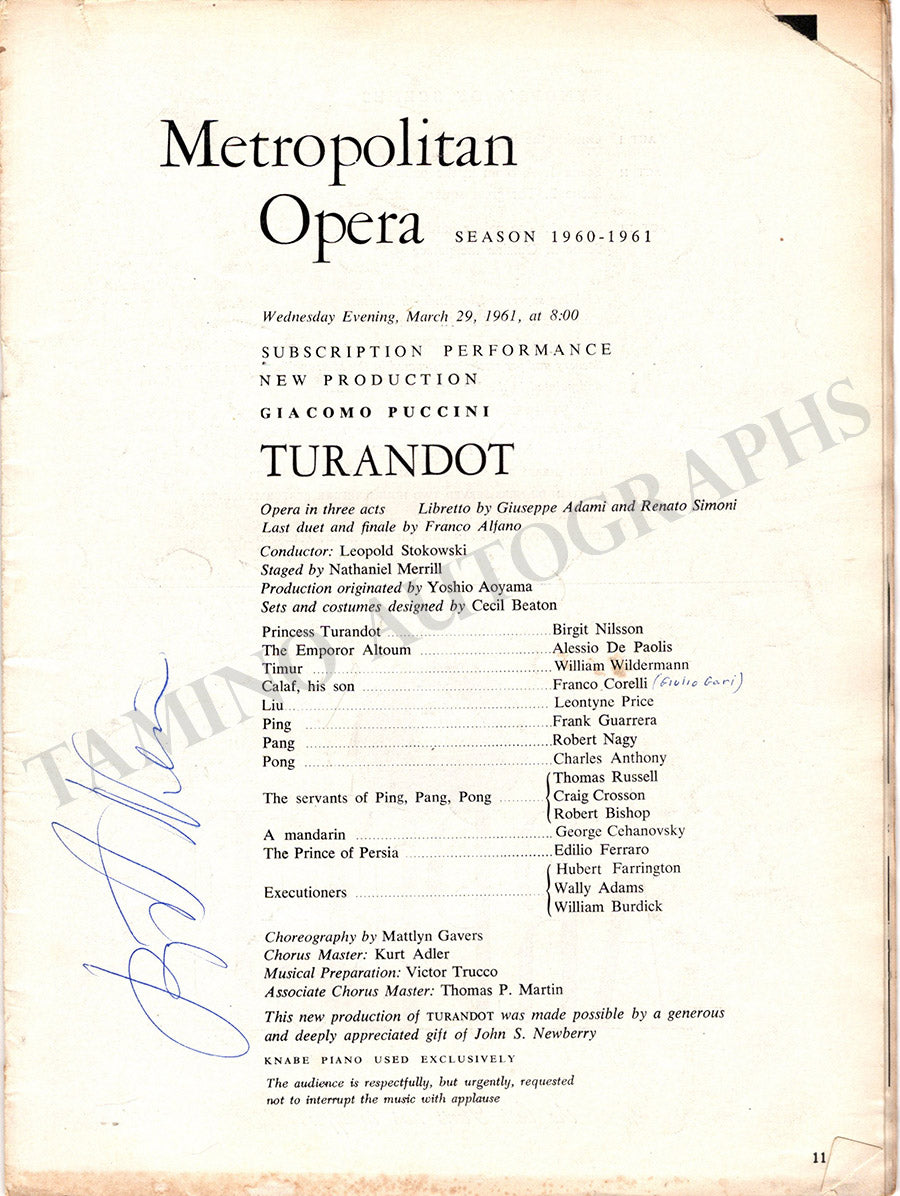 Metropolitan
Opera SEASON 1960-1961
Wednesday Evening, March 29, 1961, at 8:00
SUBSCRIPTION PERFORMANCE
NEW PRODUCTION
GIACOMO PUCCINI
TURANDOT
Opera in three acts Libretto by Giuseppe Adami and Renato Simoni
Last duet and finale by Franco Alfano
Conductor: Leopold Stokowski
Staged by Nathaniel Merrill
Production originated by Yoshio Aoyama
Sets and costumes designed by Cecil Beaton
Princess Turandot Birgit Nilsson
The Emporor Altoum Alessio De Paolis
Timur William Wildermann
Calaf, his son Franco Corelli (Giulio Gari)
Liu Leontyne Price
Ping Frank Guarrera
Pang Robert Nagy
Pong Charles Anthony
The servants of Ping, Pang, Pong
Thomas Russell
Craig Crosson
Robert Bishop
A mandarin George Cehanovsky
The Prince of Persia Edilio Ferraro
Executioners
Hubert Farrington
Wally Adams
William Burdick
Choreography by Mattlyn Gavers
Chorus Master: Kurt Adler
Musical Preparation: Victor Trucco
Associate Chorus Master: Thomas P. Martin
This new production of TURANDOT was made possible by a generous
and deeply appreciated gift of John S. Newberry
KNABE PIANO USED EXCLUSIVELY
The audience is respectfully, but urgently, requested
not to interrupt the music with applause
11
TAMINO AUTOGRAPHS